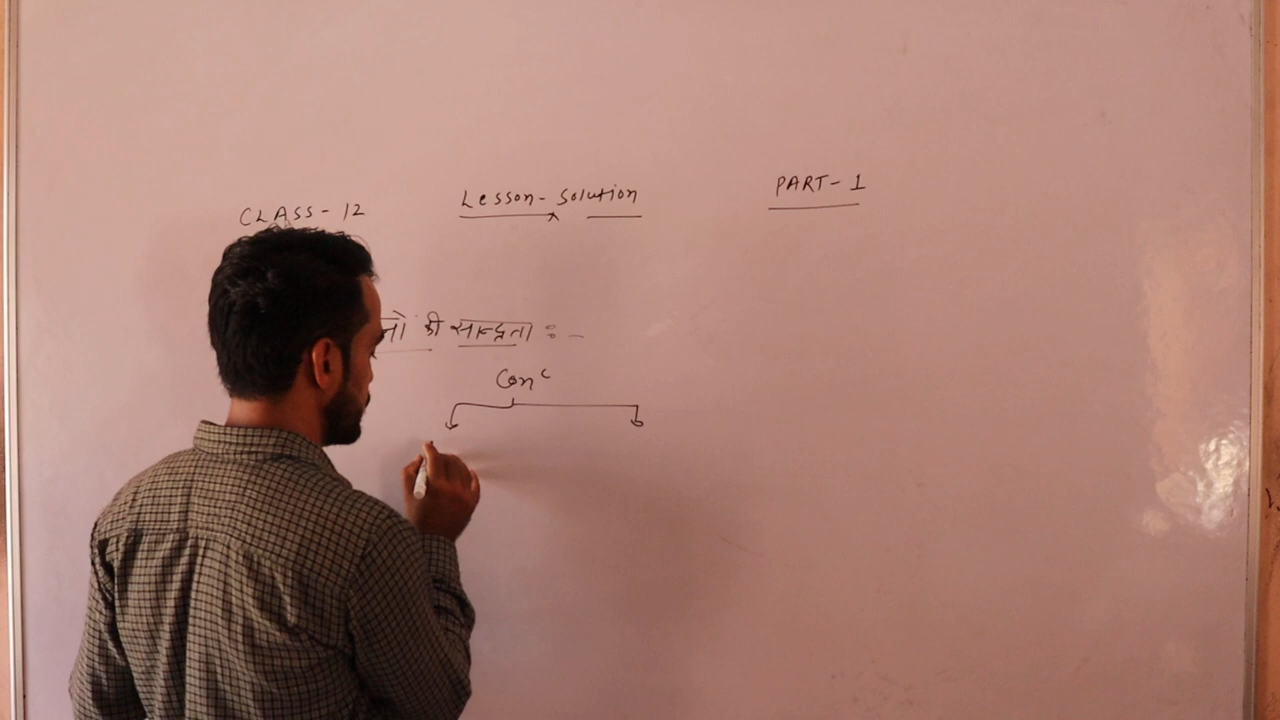 CLASS - 12 Lesson - Solution PART - 1
की सान्द्रता :-
Conc